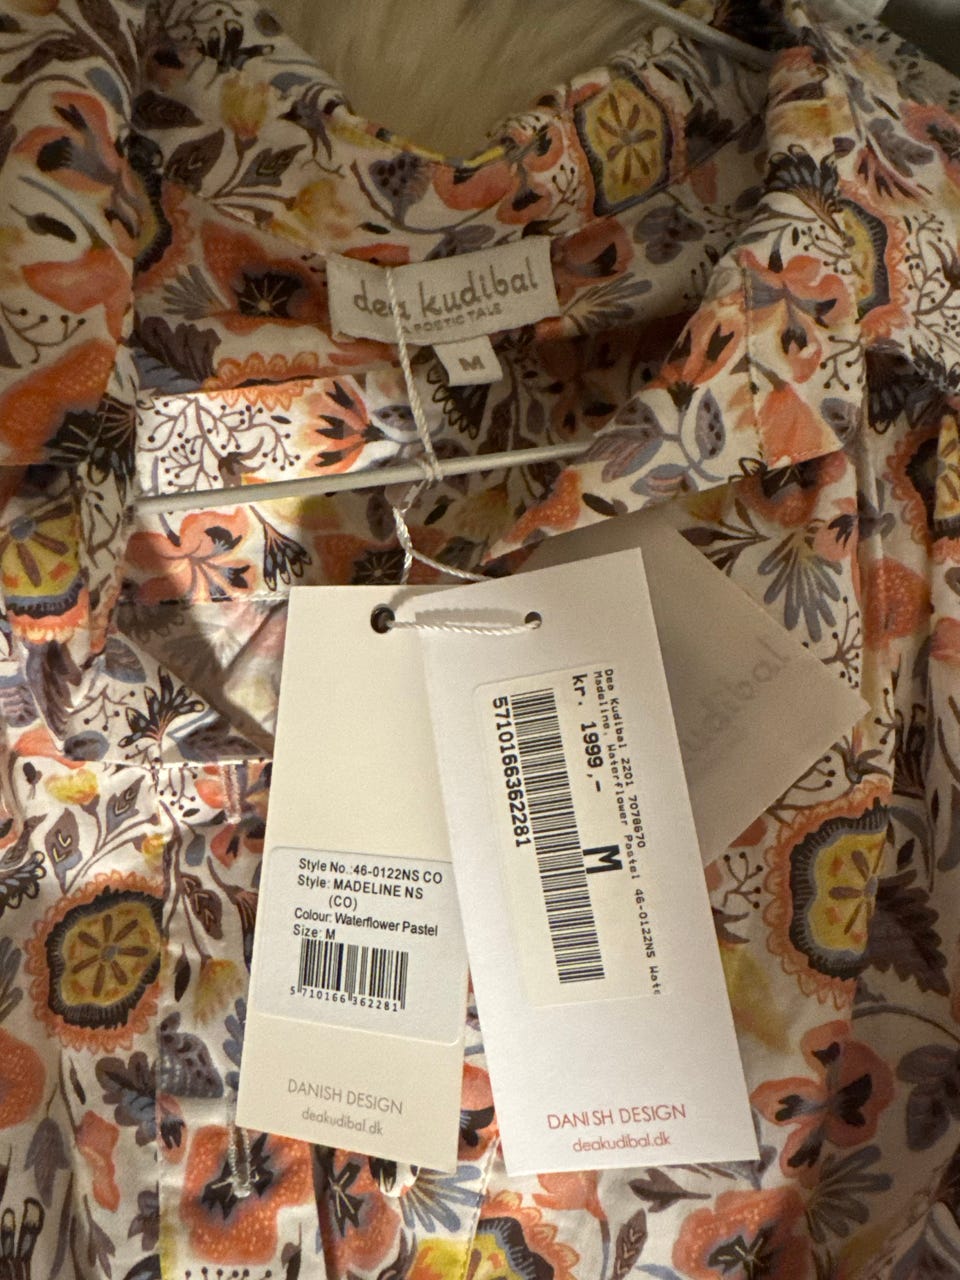 dea kudibal
A POETIC TALE
M
kudibal
Dea Kudibal 2201 7078670
Madeline, Waterflower Pastel 46-0122NS Wate
kr. 1999,-
M
5710166362281
Style No.:46-0122NS CO
Style: MADELINE NS
(CO)
Colour: Waterflower Pastel
Size: M
5 710166 362281
DANISH DESIGN
deakudibal.dk
DANISH DESIGN
deakudibal.dk